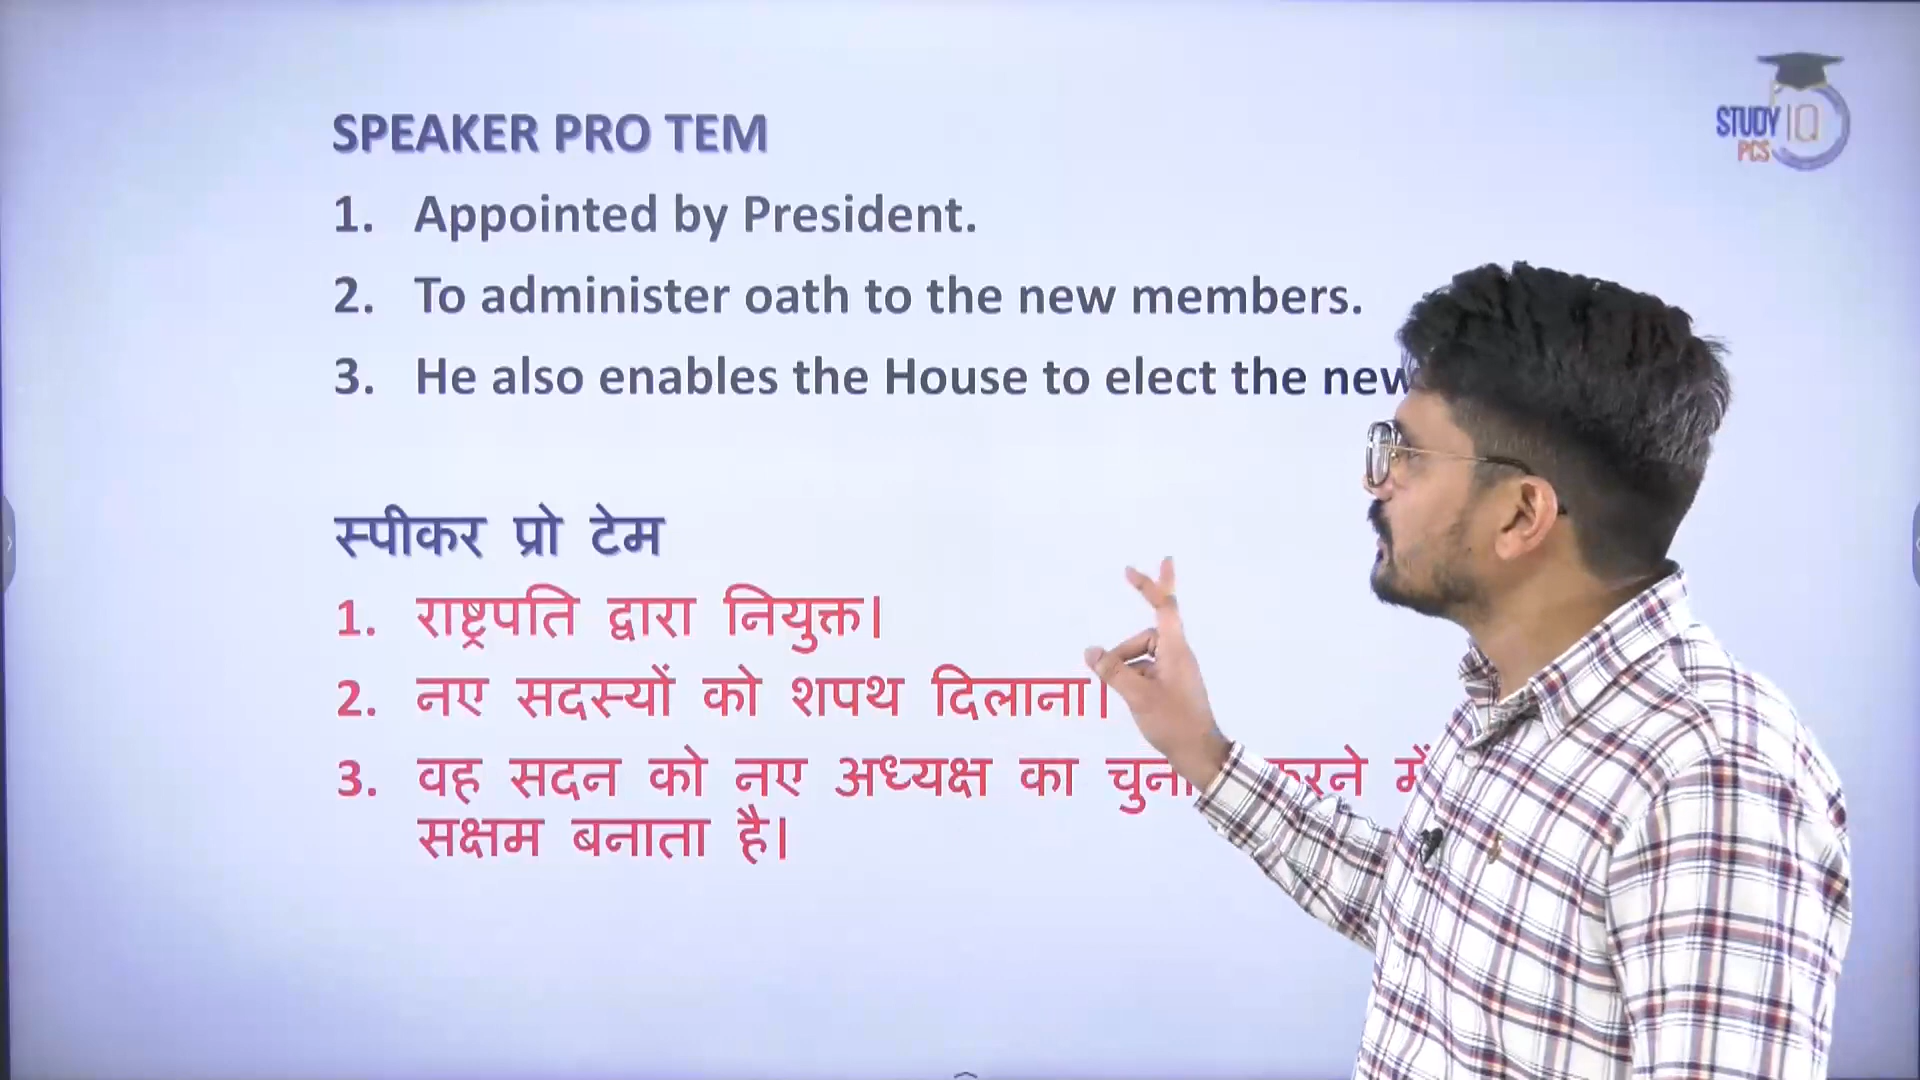 STUDY IQ
PCS
SPEAKER PRO TEM
1. Appointed by President.
2. To administer oath to the new members.
3. He also enables the House to elect the new
स्पीकर प्रो टेम
1. राष्ट्रपति द्वारा नियुक्त।
2. नए सदस्यों को शपथ दिलाना।
3. वह सदन को नए अध्यक्ष का में
सक्षम बनाता है।